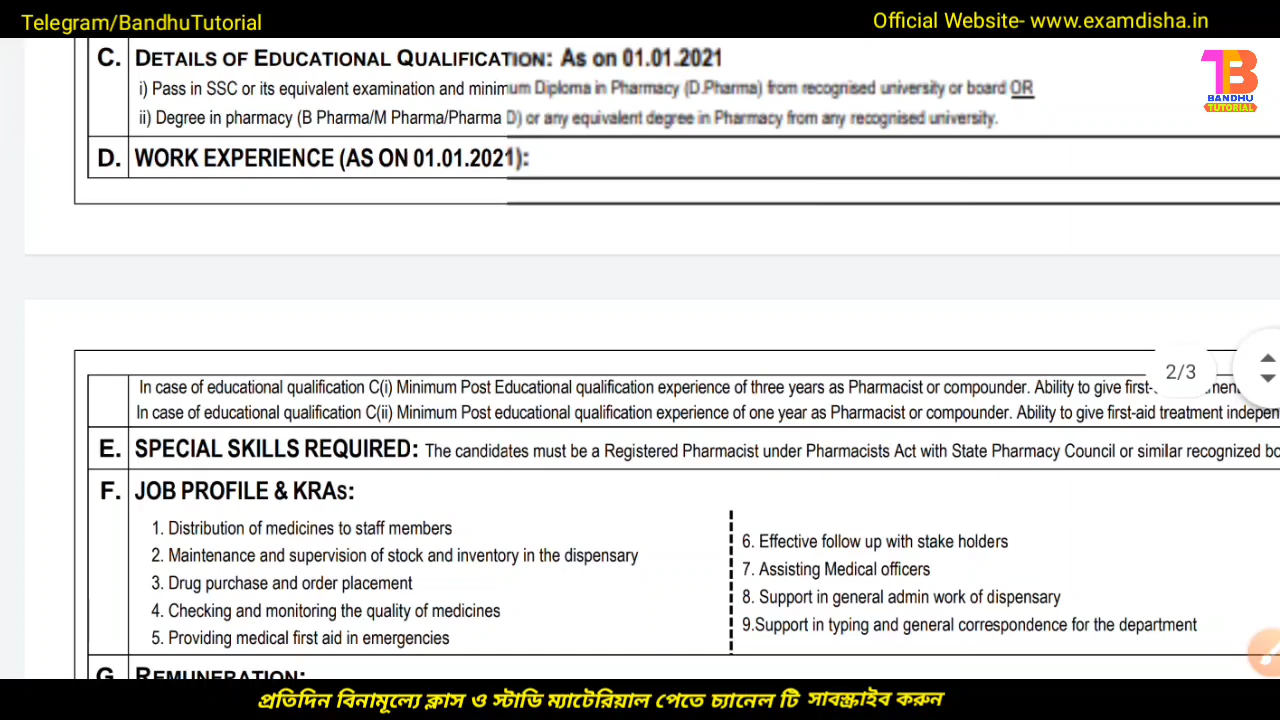 Telegram/BandhuTutorial
Official Website- www.examdisha.in
TB
BANDHU
TUTORIAL
C. DETAILS OF EDUCATIONAL QUALIFICATION: As on 01.01.2021
i) Pass in SSC or its equivalent examination and minimum Diploma in Pharmacy (D.Pharma) from recognised university or board OR
ii) Degree in pharmacy (B Pharma/M Pharma/Pharma D) or any equivalent degree in Pharmacy from any recognised university.
D. WORK EXPERIENCE (AS ON 01.01.2021):
2/3
In case of educational qualification C(i) Minimum Post Educational qualification experience of three years as Pharmacist or compounder. Ability to give first-
In case of educational qualification C(ii) Minimum Post educational qualification experience of one year as Pharmacist or compounder. Ability to give first-aid treatment indepen
E. SPECIAL SKILLS REQUIRED: The candidates must be a Registered Pharmacist under Pharmacists Act with State Pharmacy Council or similar recognized bo
F. JOB PROFILE & KRAs:
1. Distribution of medicines to staff members
2. Maintenance and supervision of stock and inventory in the dispensary
3. Drug purchase and order placement
4. Checking and monitoring the quality of medicines
5. Providing medical first aid in emergencies
6. Effective follow up with stake holders
7. Assisting Medical officers
8. Support in general admin work of dispensary
9.Support in typing and general correspondence for the department
G. REMUNERATION:
প্রতিদিন বিনামূল্যে ক্লাস ও স্টাডি ম্যাটেরিয়াল পেতে চ্যানেল টি সাবস্ক্রাইব করুন